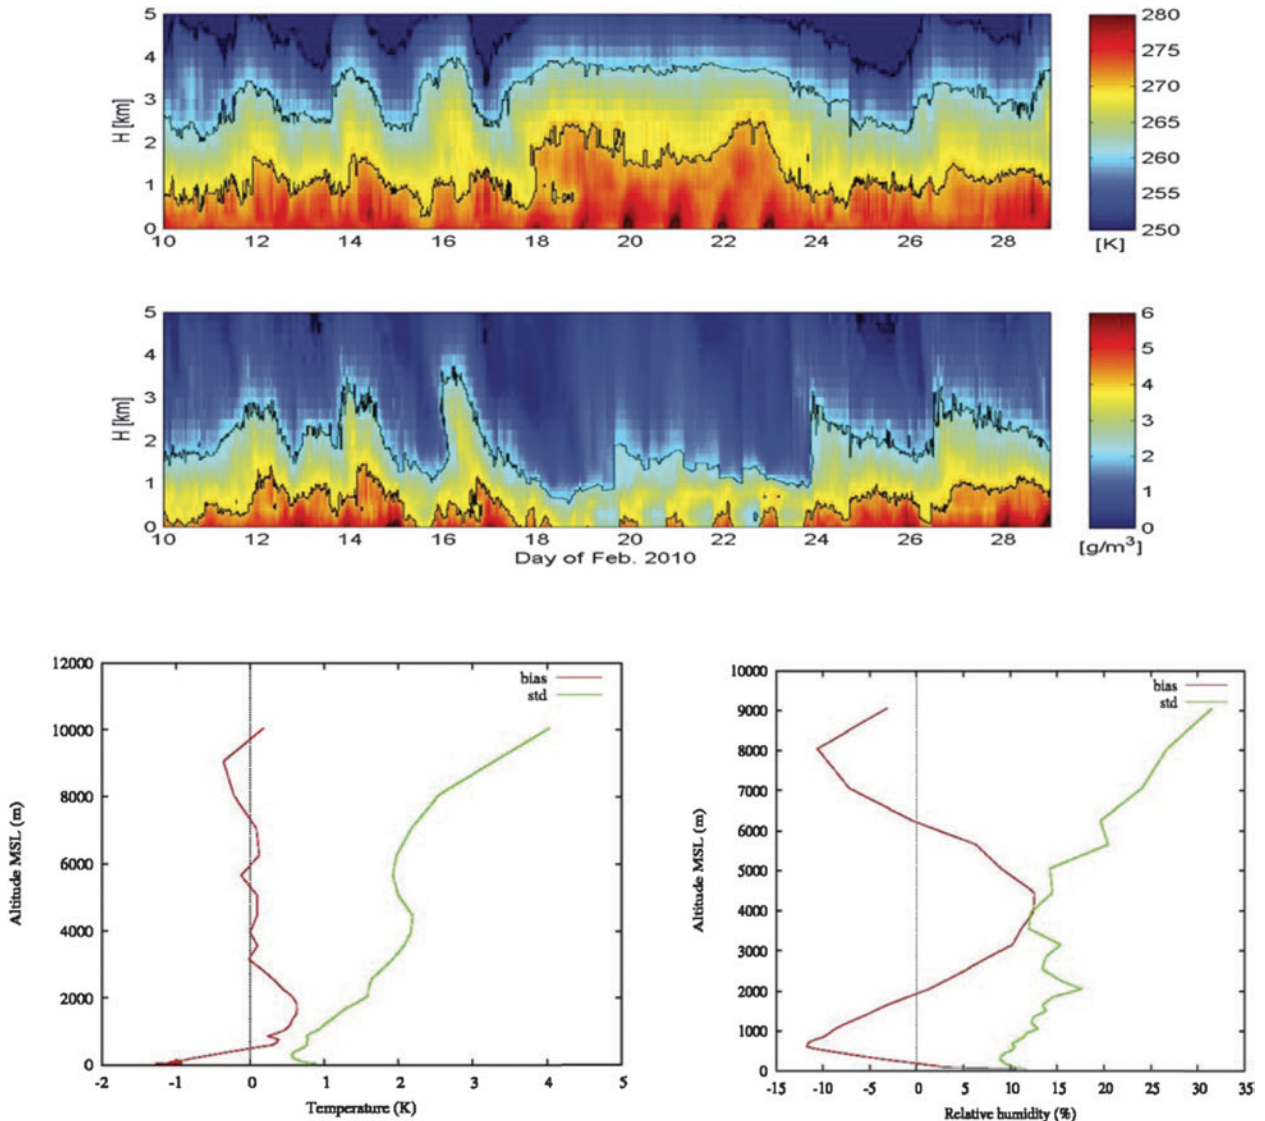 5
4
3
2
1
0
H [km]
10 12 14 16 18 20 22 24 26 28
280
275
270
265
260
255
250
[K]
5
4
3
2
1
0
H [km]
10 12 14 16 18 20 22 24 26 28
Day of Feb. 2010
6
5
4
3
2
1
0
[g/m³]
12000
10000
8000
6000
4000
2000
0
Altitude MSL (m)
bias
std
-2 -1 0 1 2 3 4 5
Temperature (K)
10000
9000
8000
7000
6000
5000
4000
3000
2000
1000
0
Altitude MSL (m)
bias
std
-15 -10 -5 0 5 10 15 20 25 30 35
Relative humidity (%)